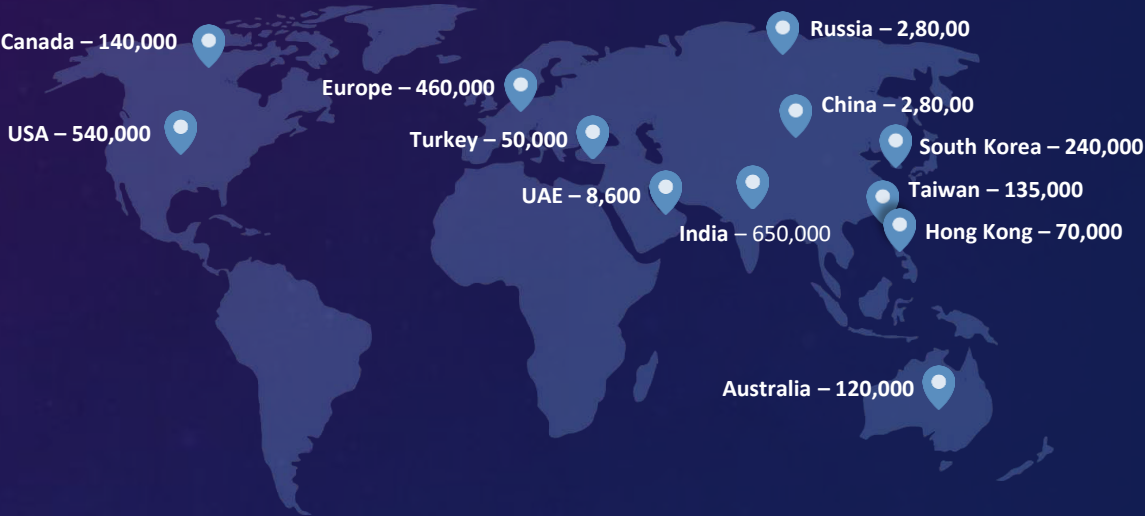 Canada – 140,000
Russia – 2,80,00
Europe – 460,000
China – 2,80,00
USA – 540,000
Turkey – 50,000
South Korea – 240,000
UAE – 8,600
Taiwan – 135,000
India – 650,000
Hong Kong – 70,000
Australia – 120,000